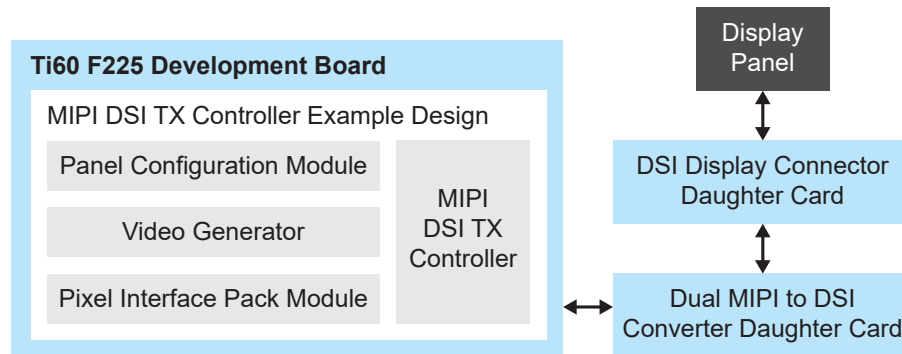 Ti60 F225 Development Board
MIPI DSI TX Controller Example Design
Panel Configuration Module
Video Generator
Pixel Interface Pack Module
MIPI
DSI TX
Controller
Display
Panel
DSI Display Connector
Daughter Card
Dual MIPI to DSI
Converter Daughter Card